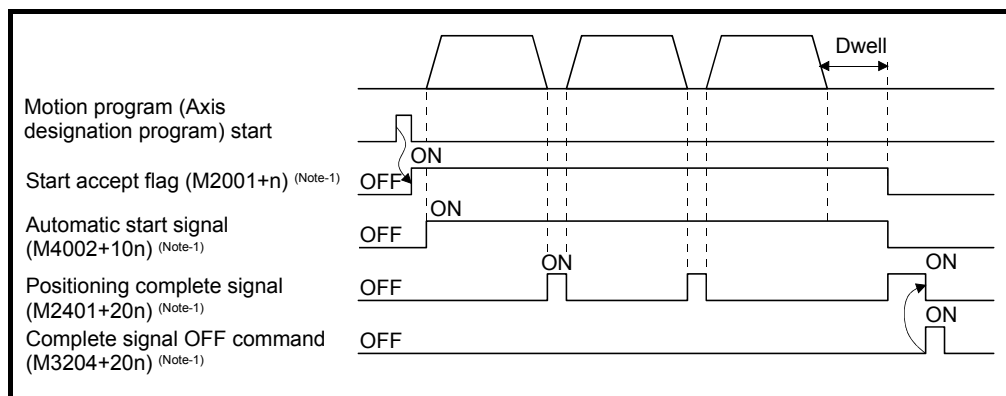 Dwell
Motion program (Axis
designation program) start
ON
Start accept flag (M2001+n) (Note-1)
OFF
ON
Automatic start signal
(M4002+10n) (Note-1)
OFF
ON
ON
Positioning complete signal
(M2401+20n) (Note-1)
OFF
ON
Complete signal OFF command
(M3204+20n) (Note-1)
OFF